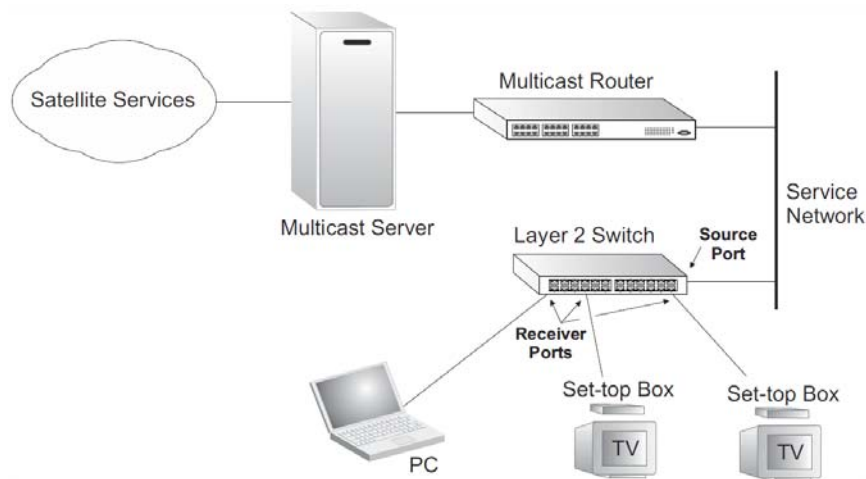 Satellite Services
Multicast Server
Multicast Router
Service
Network
Layer 2 Switch
Source
Port
Receiver
Ports
PC
Set-top Box
TV
Set-top Box
TV